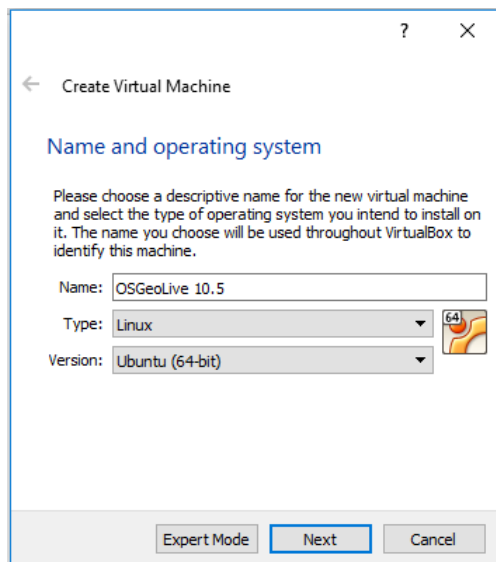 ?
Create Virtual Machine
Name and operating system
Please choose a descriptive name for the new virtual machine
and select the type of operating system you intend to install on
it. The name you choose will be used throughout VirtualBox to
identify this machine.
Name: OSGeoLive 10.5
Type: Linux
64
Version: Ubuntu (64-bit)
Expert Mode Next Cancel